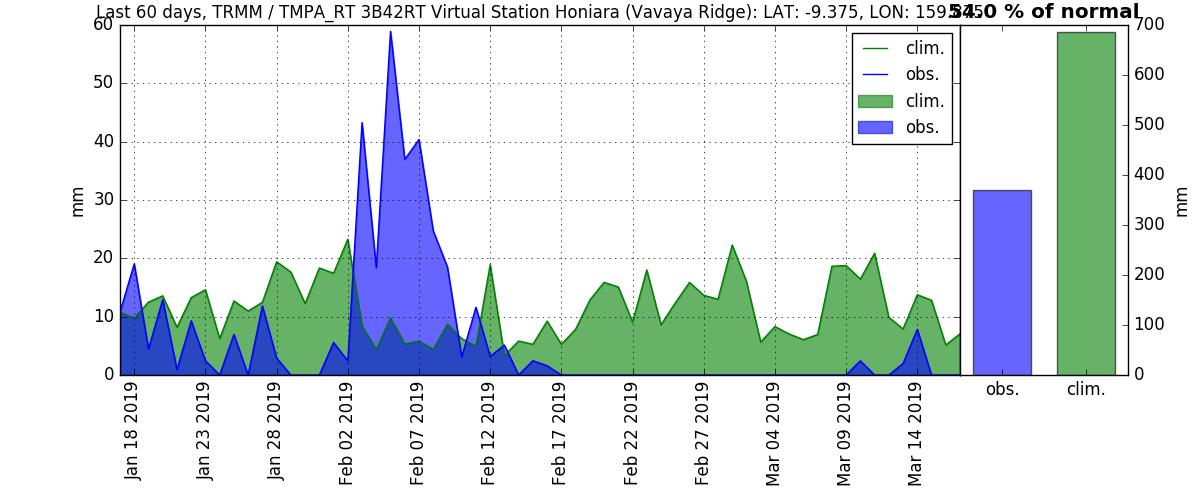 Last 60 days, TRMM / TMPA_RT 3B42RT Virtual Station Honiara (Vavaya Ridge): LAT: -9.375, LON:
54.0 % of normal
60
50
40
30
20
10
0
mm
clim.
obs.
clim.
obs.
700
600
500
400
300
200
100
0
mm
obs.
clim.
Jan 18 2019
Jan 23 2019
Jan 28 2019
Feb 02 2019
Feb 07 2019
Feb 12 2019
Feb 17 2019
Feb 22 2019
Feb 27 2019
Mar 04 2019
Mar 09 2019
Mar 14 2019